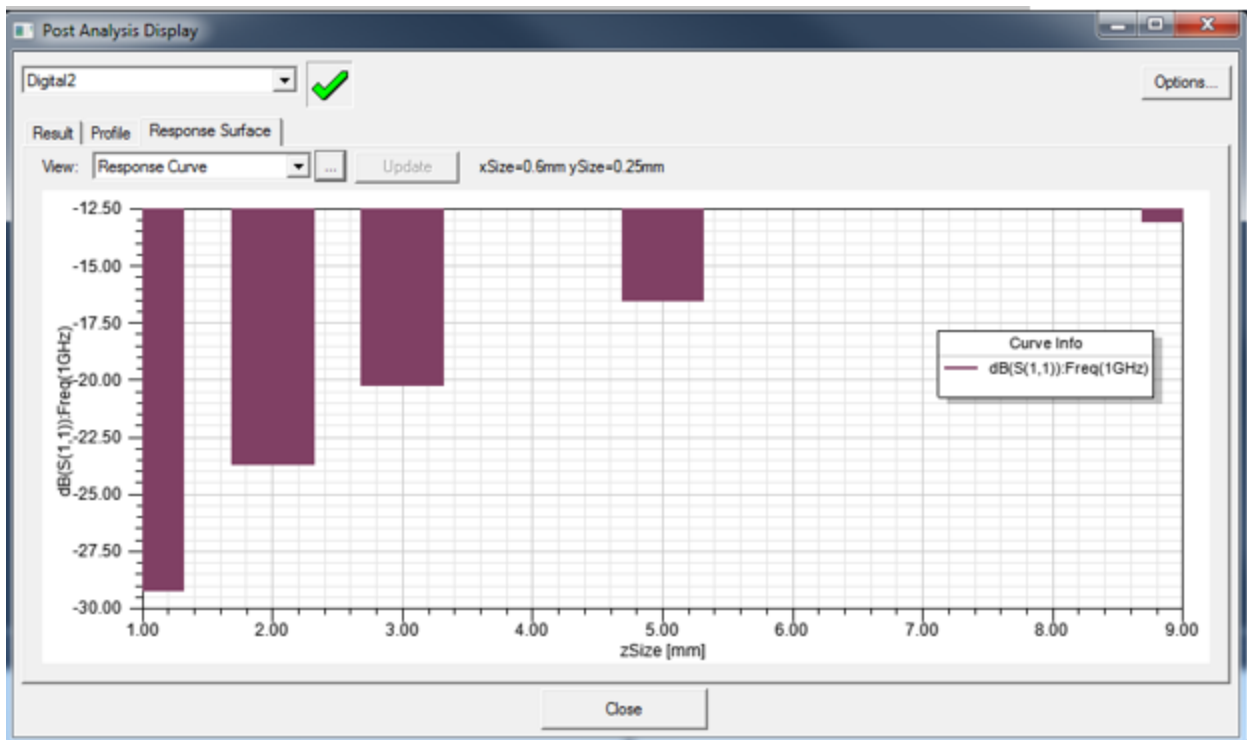 Post Analysis Display
Digital2
Options...
Result Profile Response Surface
View: Response Curve ... Update xSize=0.6mm ySize=0.25mm
-12.50
-15.00
-17.50
-20.00
-22.50
-25.00
-27.50
-30.00
dB(S(1,1)):Freq(1GHz)
Curve Info
dB(S(1,1)):Freq(1GHz)
1.00 2.00 3.00 4.00 5.00 6.00 7.00 8.00 9.00
zSize [mm]
Close